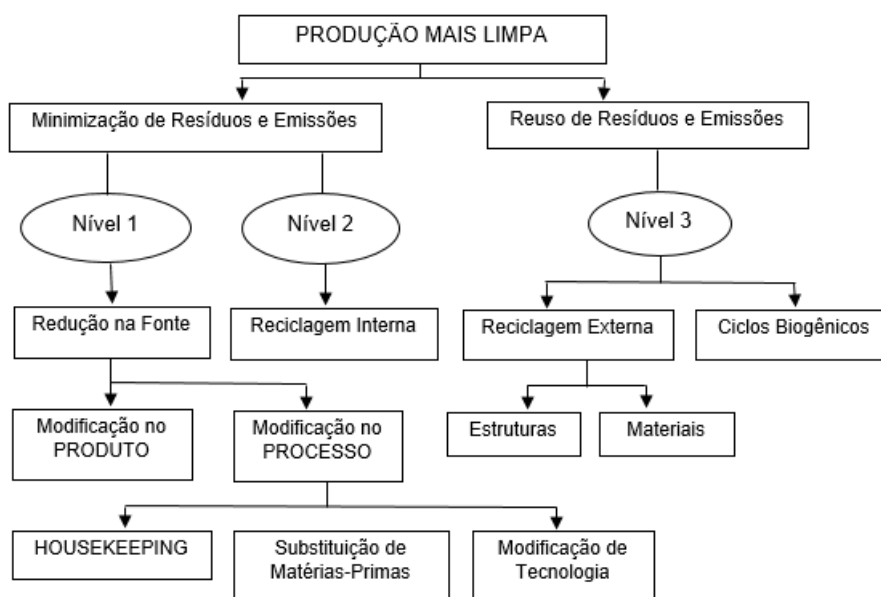 PRODUÇÃO MAIS LIMPA
Minimização de Resíduos e Emissões
Reuso de Resíduos e Emissões
Nível 1
Nível 2
Nível 3
Redução na Fonte
Reciclagem Interna
Reciclagem Externa
Ciclos Biogênicos
Modificação no
PRODUTO
Modificação no
PROCESSO
Estruturas
Materiais
HOUSEKEEPING
Substituição de
Matérias-Primas
Modificação de
Tecnologia